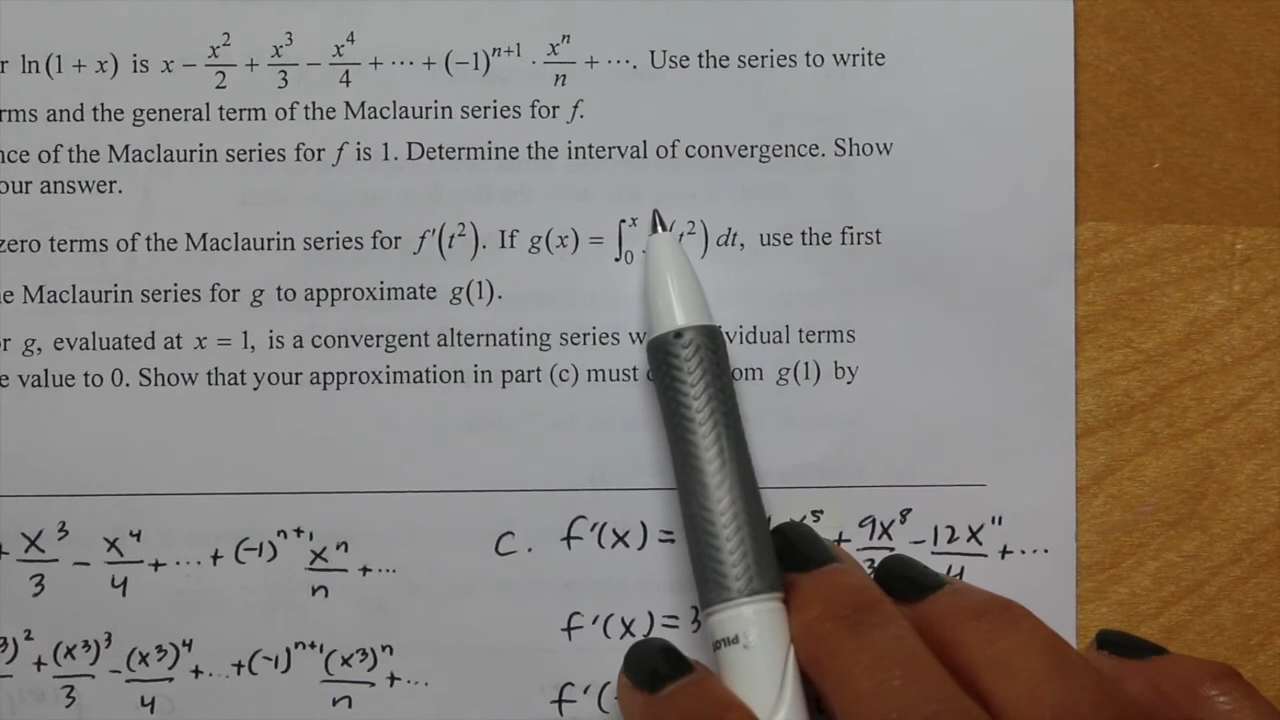 r ln(1 + x) is x − x²/2 + x³/3 − x⁴/4 + ⋯ + (−1)ⁿ⁺¹ · xⁿ/n + ⋯. Use the series to write
rms and the general term of the Maclaurin series for f.
nce of the Maclaurin series for f is 1. Determine the interval of convergence. Show
our answer.
zero terms of the Maclaurin series for f′(t²). If g(x) = ∫₀ˣ (t²) dt, use the first
e Maclaurin series for g to approximate g(1).
r g, evaluated at x = 1, is a convergent alternating series w vidual terms
e value to 0. Show that your approximation in part (c) must om g(1) by
+ x³/3 − x⁴/4 + ... + (−1)ⁿ⁺¹ xⁿ/n + ...
3)² + (x³)³/3 − (x³)⁴/4 + ... + (−1)ⁿ⁺¹ (x³)ⁿ/n + ...
C. f′(x) = x⁵ + 9x⁸/3 − 12x¹¹/4 + ...
f′(x) = 3
f′(
PILOT